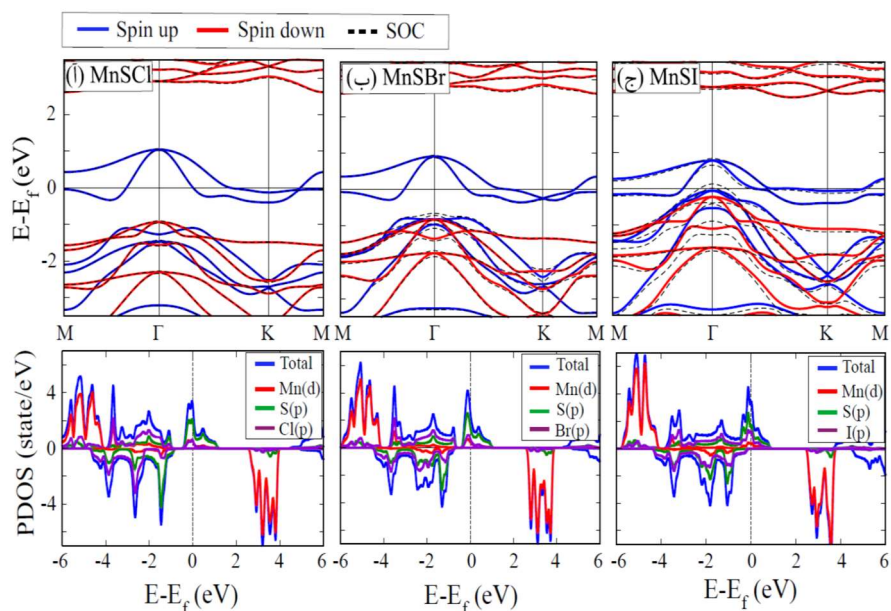 Spin up Spin down SOC
(آ) MnSCl (ب) MnSBr (ج) MnSI
E-E_f(eV)
2
0
-2
M Γ K M M Γ K M M Γ K M
Total Total Total
Mn(d) Mn(d) Mn(d)
S(p) S(p) S(p)
Cl(p) Br(p) I(p)
PDOS (state/eV)
4
0
-4
-6 -4 -2 0 2 4 6 -6 -4 -2 0 2 4 6 -6 -4 -2 0 2 4 6
E-E_f (eV) E-E_f (eV) E-E_f (eV)